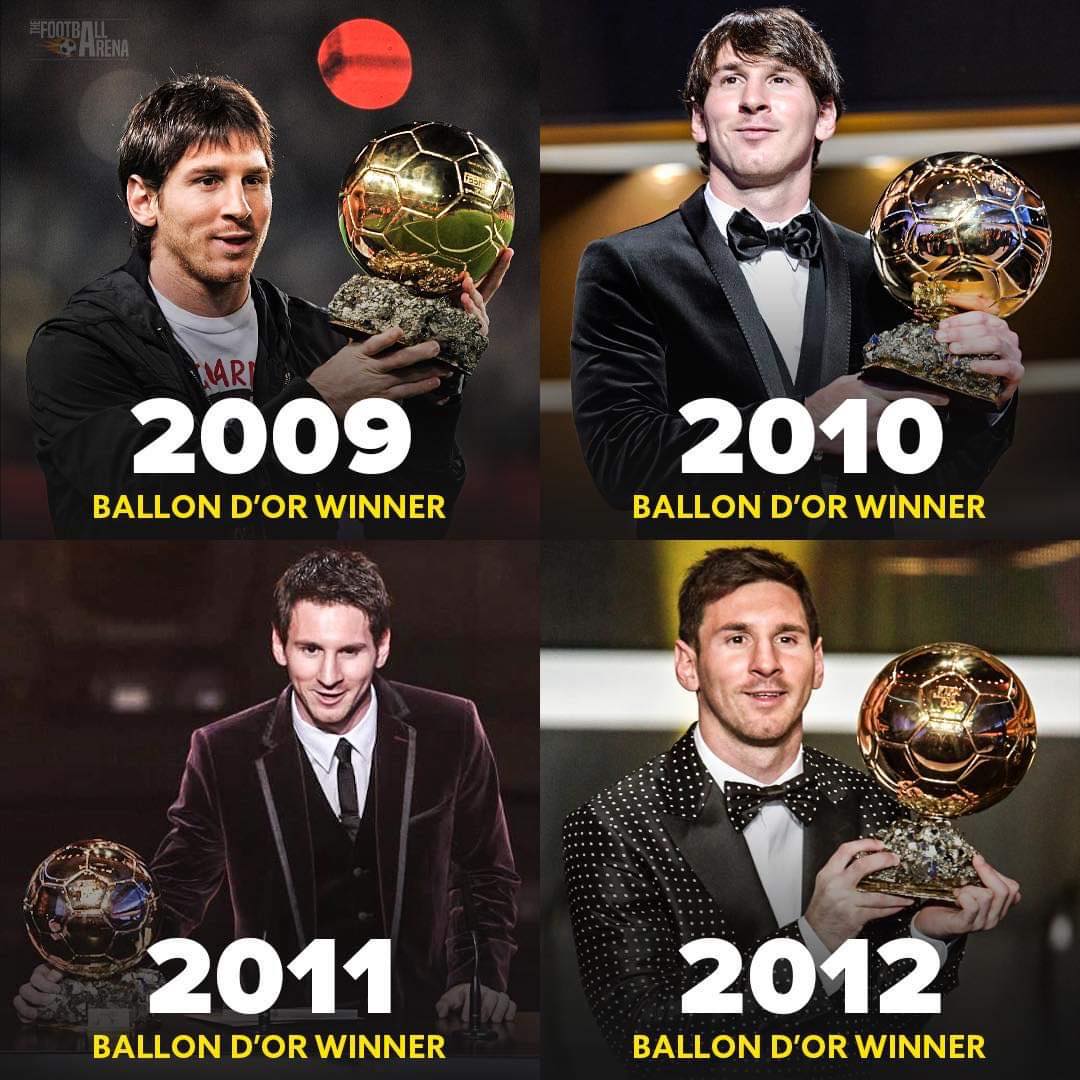 THE FOOTBALL
ARENA
2009
BALLON D'OR WINNER
2010
BALLON D'OR WINNER
2011
BALLON D'OR WINNER
2012
BALLON D'OR WINNER